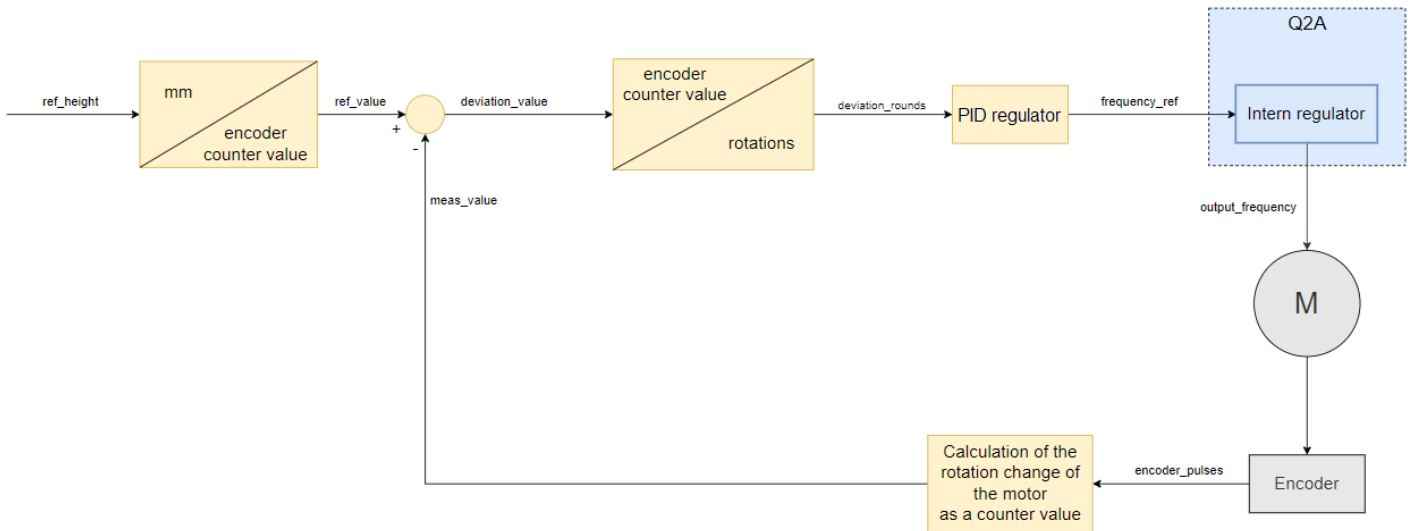 Q2A
mm
encoder
counter value
ref_height
ref_value
+
-
deviation_value
encoder
counter value
rotations
deviation_rounds
PID regulator
frequency_ref
Intern regulator
meas_value
output_frequency
M
Calculation of the
rotation change of
the motor
as a counter value
encoder_pulses
Encoder